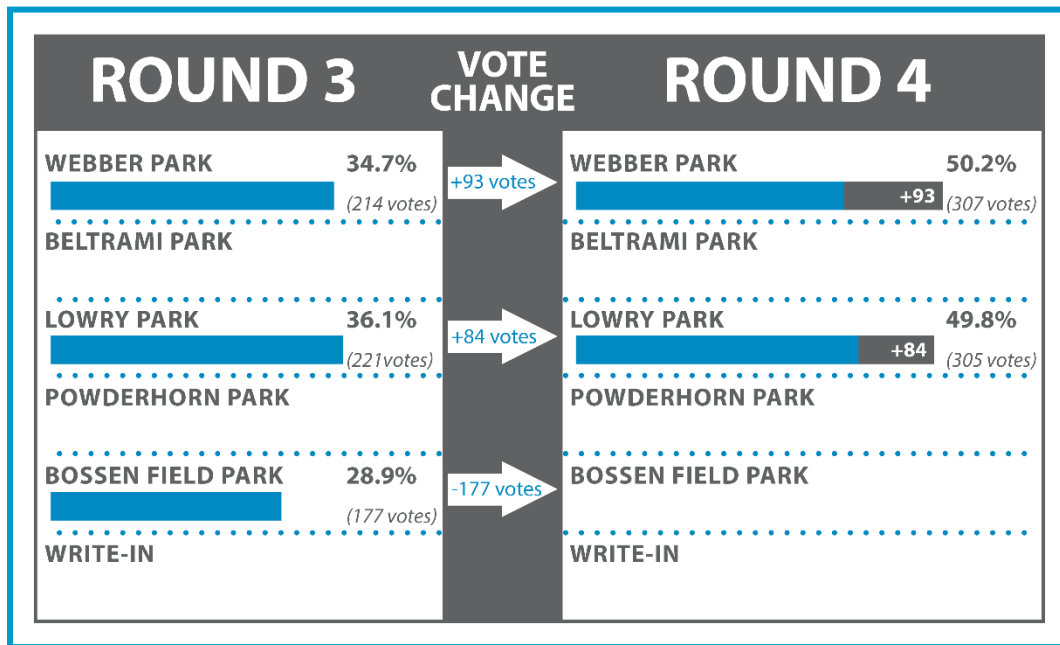 ROUND 3
VOTE
CHANGE
ROUND 4
WEBBER PARK 34.7%
(214 votes)
BELTRAMI PARK
LOWRY PARK 36.1%
(221votes)
POWDERHORN PARK
BOSSEN FIELD PARK 28.9%
(177 votes)
WRITE-IN
+93 votes
+84 votes
-177 votes
WEBBER PARK 50.2%
+93 (307 votes)
BELTRAMI PARK
LOWRY PARK 49.8%
+84 (305 votes)
POWDERHORN PARK
BOSSEN FIELD PARK
WRITE-IN